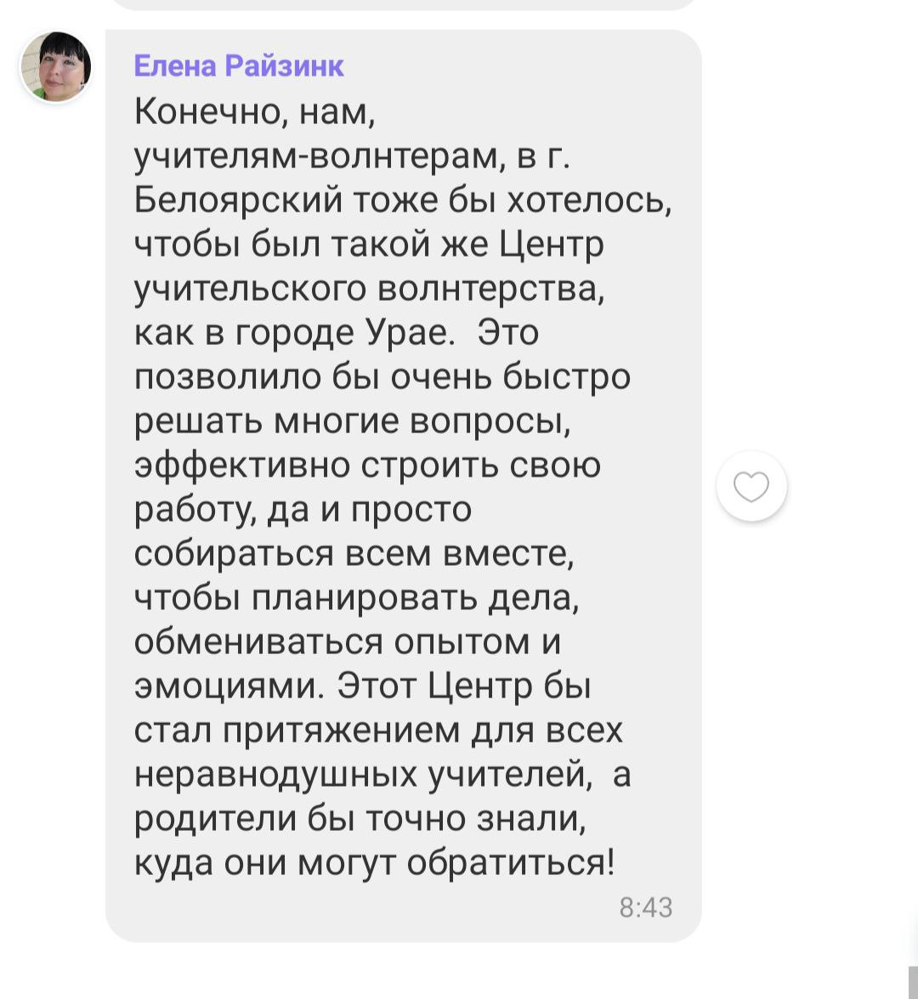 Елена Райзинк
Конечно, нам,
учителям-волнтерам, в г.
Белоярский тоже бы хотелось,
чтобы был такой же Центр
учительского волнтерства,
как в городе Урае.  Это
позволило бы очень быстро
решать многие вопросы,
эффективно строить свою
работу, да и просто
собираться всем вместе,
чтобы планировать дела,
обмениваться опытом и
эмоциями. Этот Центр бы
стал притяжением для всех
неравнодушных учителей,  а
родители бы точно знали,
куда они могут обратиться!
8:43